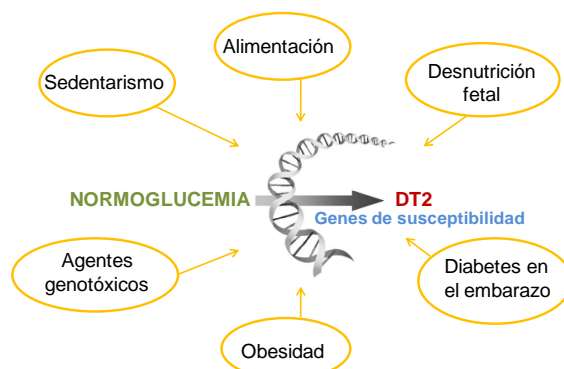 Alimentación
Sedentarismo
Desnutrición
fetal
NORMOGLUCEMIA
DT2
Genes de susceptibilidad
Agentes
genotóxicos
Diabetes en
el embarazo
Obesidad